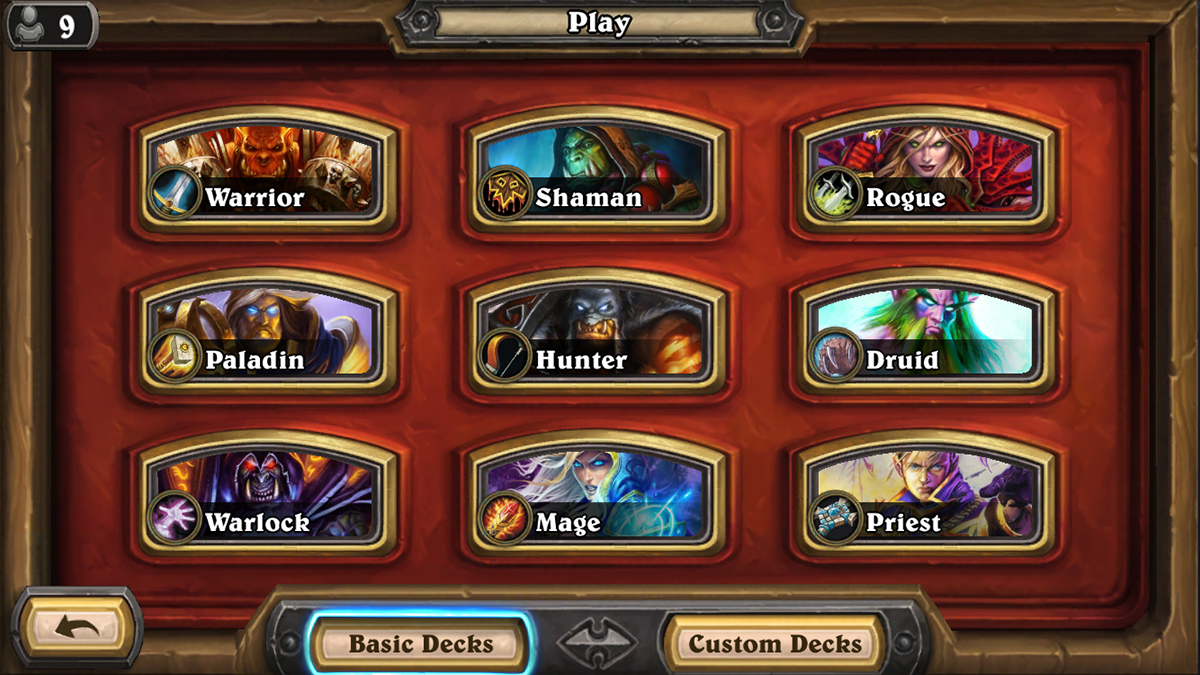 9
Play
Warrior
Shaman
Rogue
Paladin
Hunter
Druid
Warlock
Mage
Priest
Basic Decks
Custom Decks